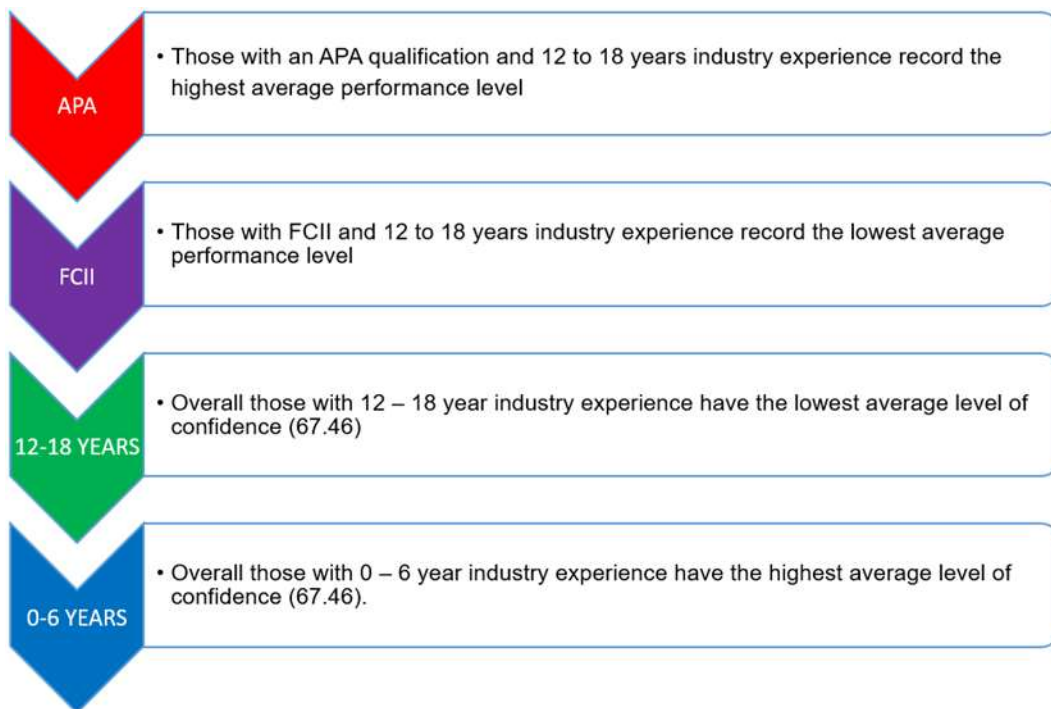 APA
• Those with an APA qualification and 12 to 18 years industry experience record the
highest average performance level
FCII
• Those with FCII and 12 to 18 years industry experience record the lowest average
performance level
12-18 YEARS
• Overall those with 12 – 18 year industry experience have the lowest average level of
confidence (67.46)
0-6 YEARS
• Overall those with 0 – 6 year industry experience have the highest average level of
confidence (67.46).